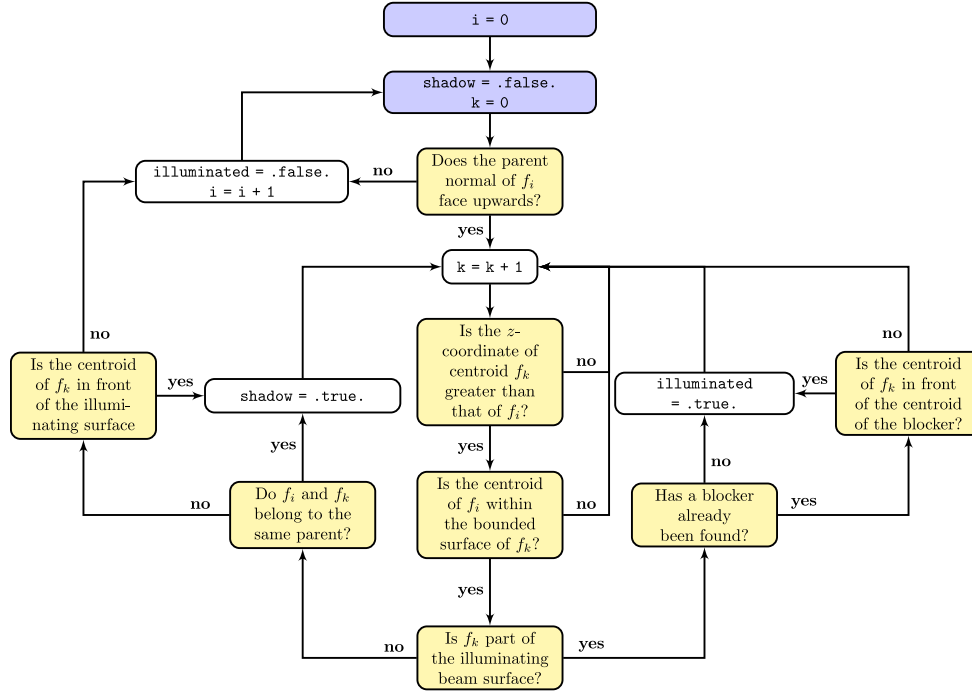 i = 0
shadow = .false.
k = 0
Does the parent
normal of f_i
face upwards?
no
illuminated = .false.
i = i + 1
yes
k = k + 1
Is the z-
coordinate of
centroid f_k
greater than
that of f_i?
no
yes
Is the centroid
of f_k in front
of the illumi-
nating surface
no
yes
shadow = .true.
yes
illuminated
= .true.
Is the centroid
of f_k in front
of the centroid
of the blocker?
no
yes
Do f_i and f_k
belong to the
same parent?
no
Is the centroid
of f_i within
the bounded
surface of f_k?
no
yes
Has a blocker
already
been found?
no
yes
Is f_k part of
the illuminating
beam surface?
no
yes